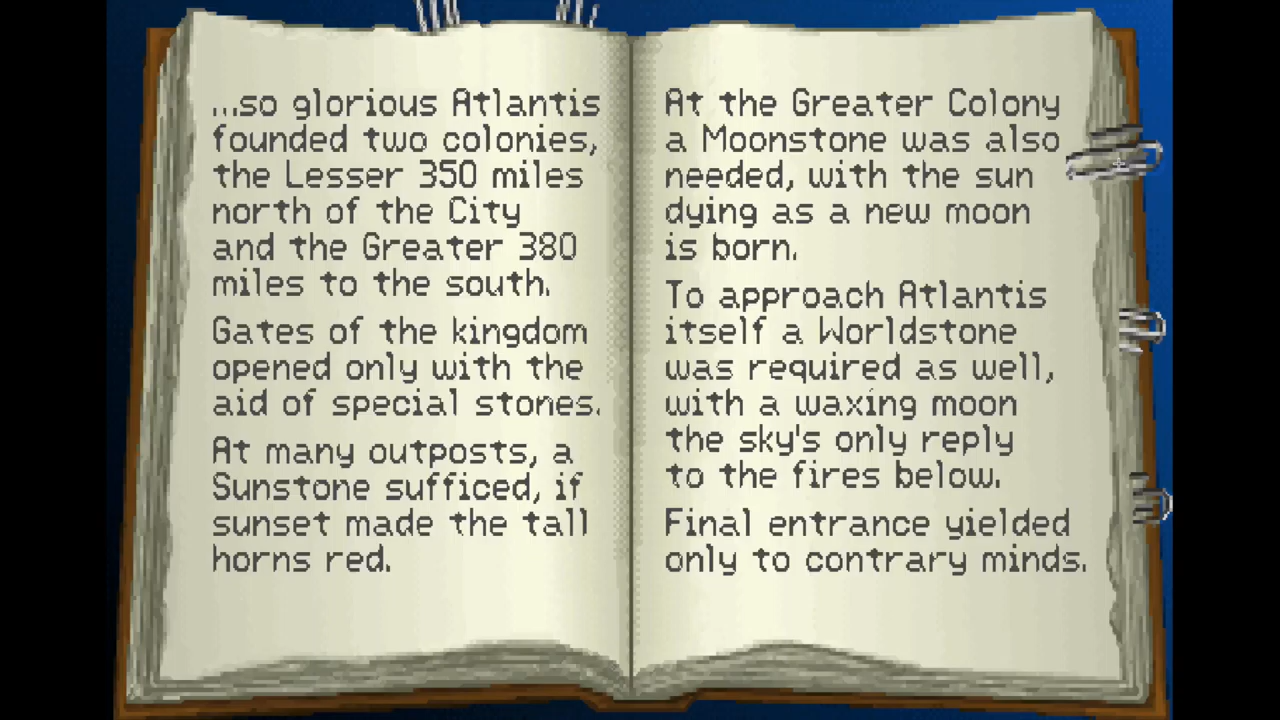 ...so glorious Atlantis
founded two colonies,
the Lesser 350 miles
north of the City
and the Greater 380
miles to the south.
Gates of the kingdom
opened only with the
aid of special stones.
At many outposts, a
Sunstone sufficed, if
sunset made the tall
horns red.
At the Greater Colony
a Moonstone was also
needed, with the sun
dying as a new moon
is born.
To approach Atlantis
itself a Worldstone
was required as well,
with a waxing moon
the sky's only reply
to the fires below.
Final entrance yielded
only to contrary minds.